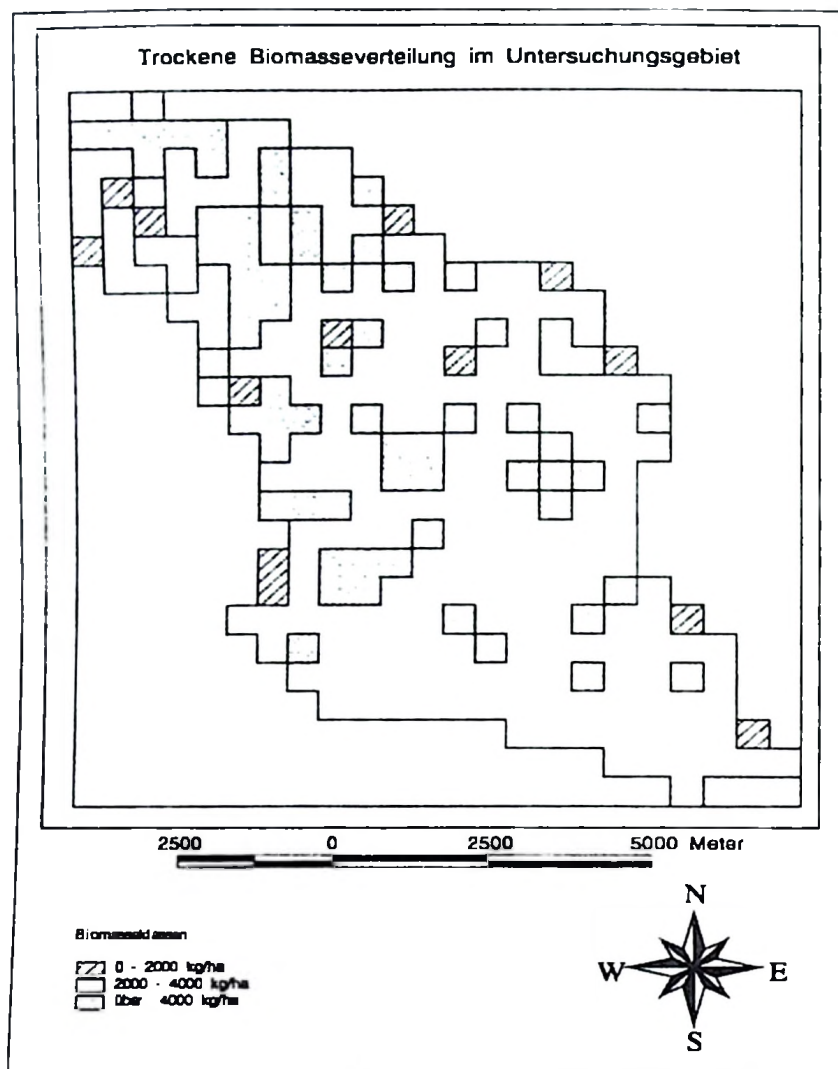 Trockene Biomasseverteilung im Untersuchungsgebiet
2500 0 2500 5000 Meter
Biomasseklassen
0 - 2000 kg/ha
2000 - 4000 kg/ha
über 4000 kg/ha
N
W E
S